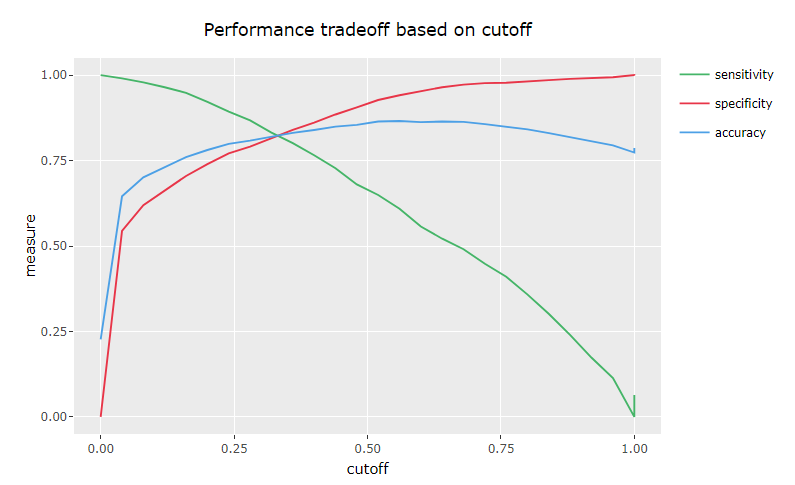 Performance tradeoff based on cutoff
sensitivity
specificity
accuracy
measure
1.00
0.75
0.50
0.25
0.00
0.00 0.25 0.50 0.75 1.00
cutoff